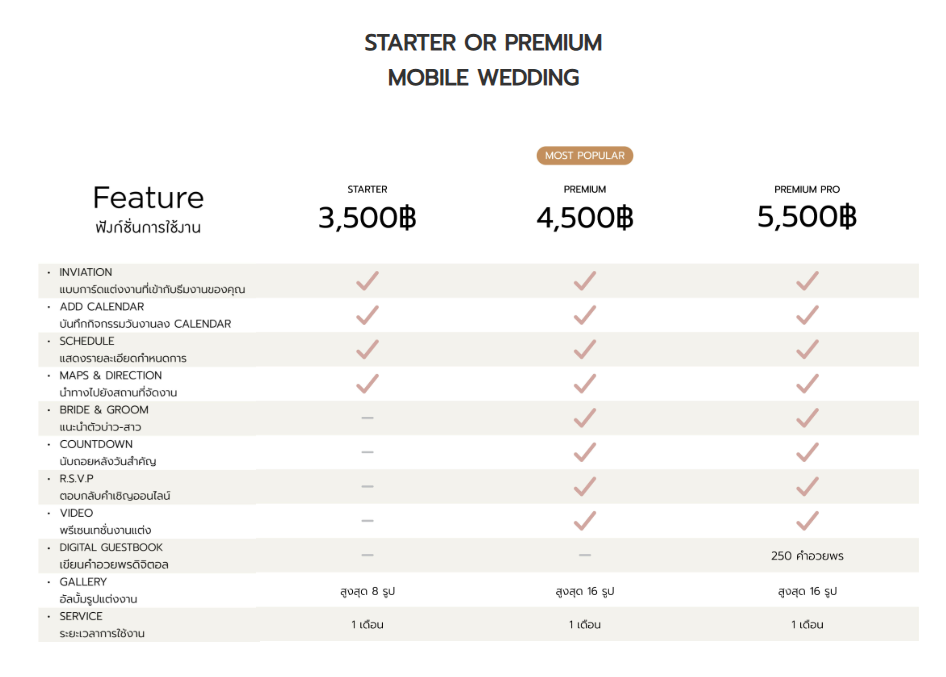 STARTER OR PREMIUM
MOBILE WEDDING
MOST POPULAR
Feature
ฟังก์ชั่นการใช้งาน
STARTER
3,500฿
PREMIUM
4,500฿
PREMIUM PRO
5,500฿
• INVIATION
แบบการ์ดแต่งงานที่เข้ากับธีมงานของคุณ
• ADD CALENDAR
บันทึกกิจกรรมวันงานลง CALENDAR
• SCHEDULE
แสดงรายละเอียดกำหนดการ
• MAPS & DIRECTION
นำทางไปยังสถานที่จัดงาน
• BRIDE & GROOM
แนะนำตัวบ่าว-สาว
• COUNTDOWN
นับถอยหลังวันสำคัญ
• R.S.V.P
ตอบกลับคำเชิญออนไลน์
• VIDEO
พรีเซนเทชั่นงานแต่ง
• DIGITAL GUESTBOOK
เขียนคำอวยพรดิจิตอล
250 คำอวยพร
• GALLERY
อัลบั้มรูปแต่งงาน
สูงสุด 8 รูป
สูงสุด 16 รูป
สูงสุด 16 รูป
• SERVICE
ระยะเวลาการใช้งาน
1 เดือน
1 เดือน
1 เดือน